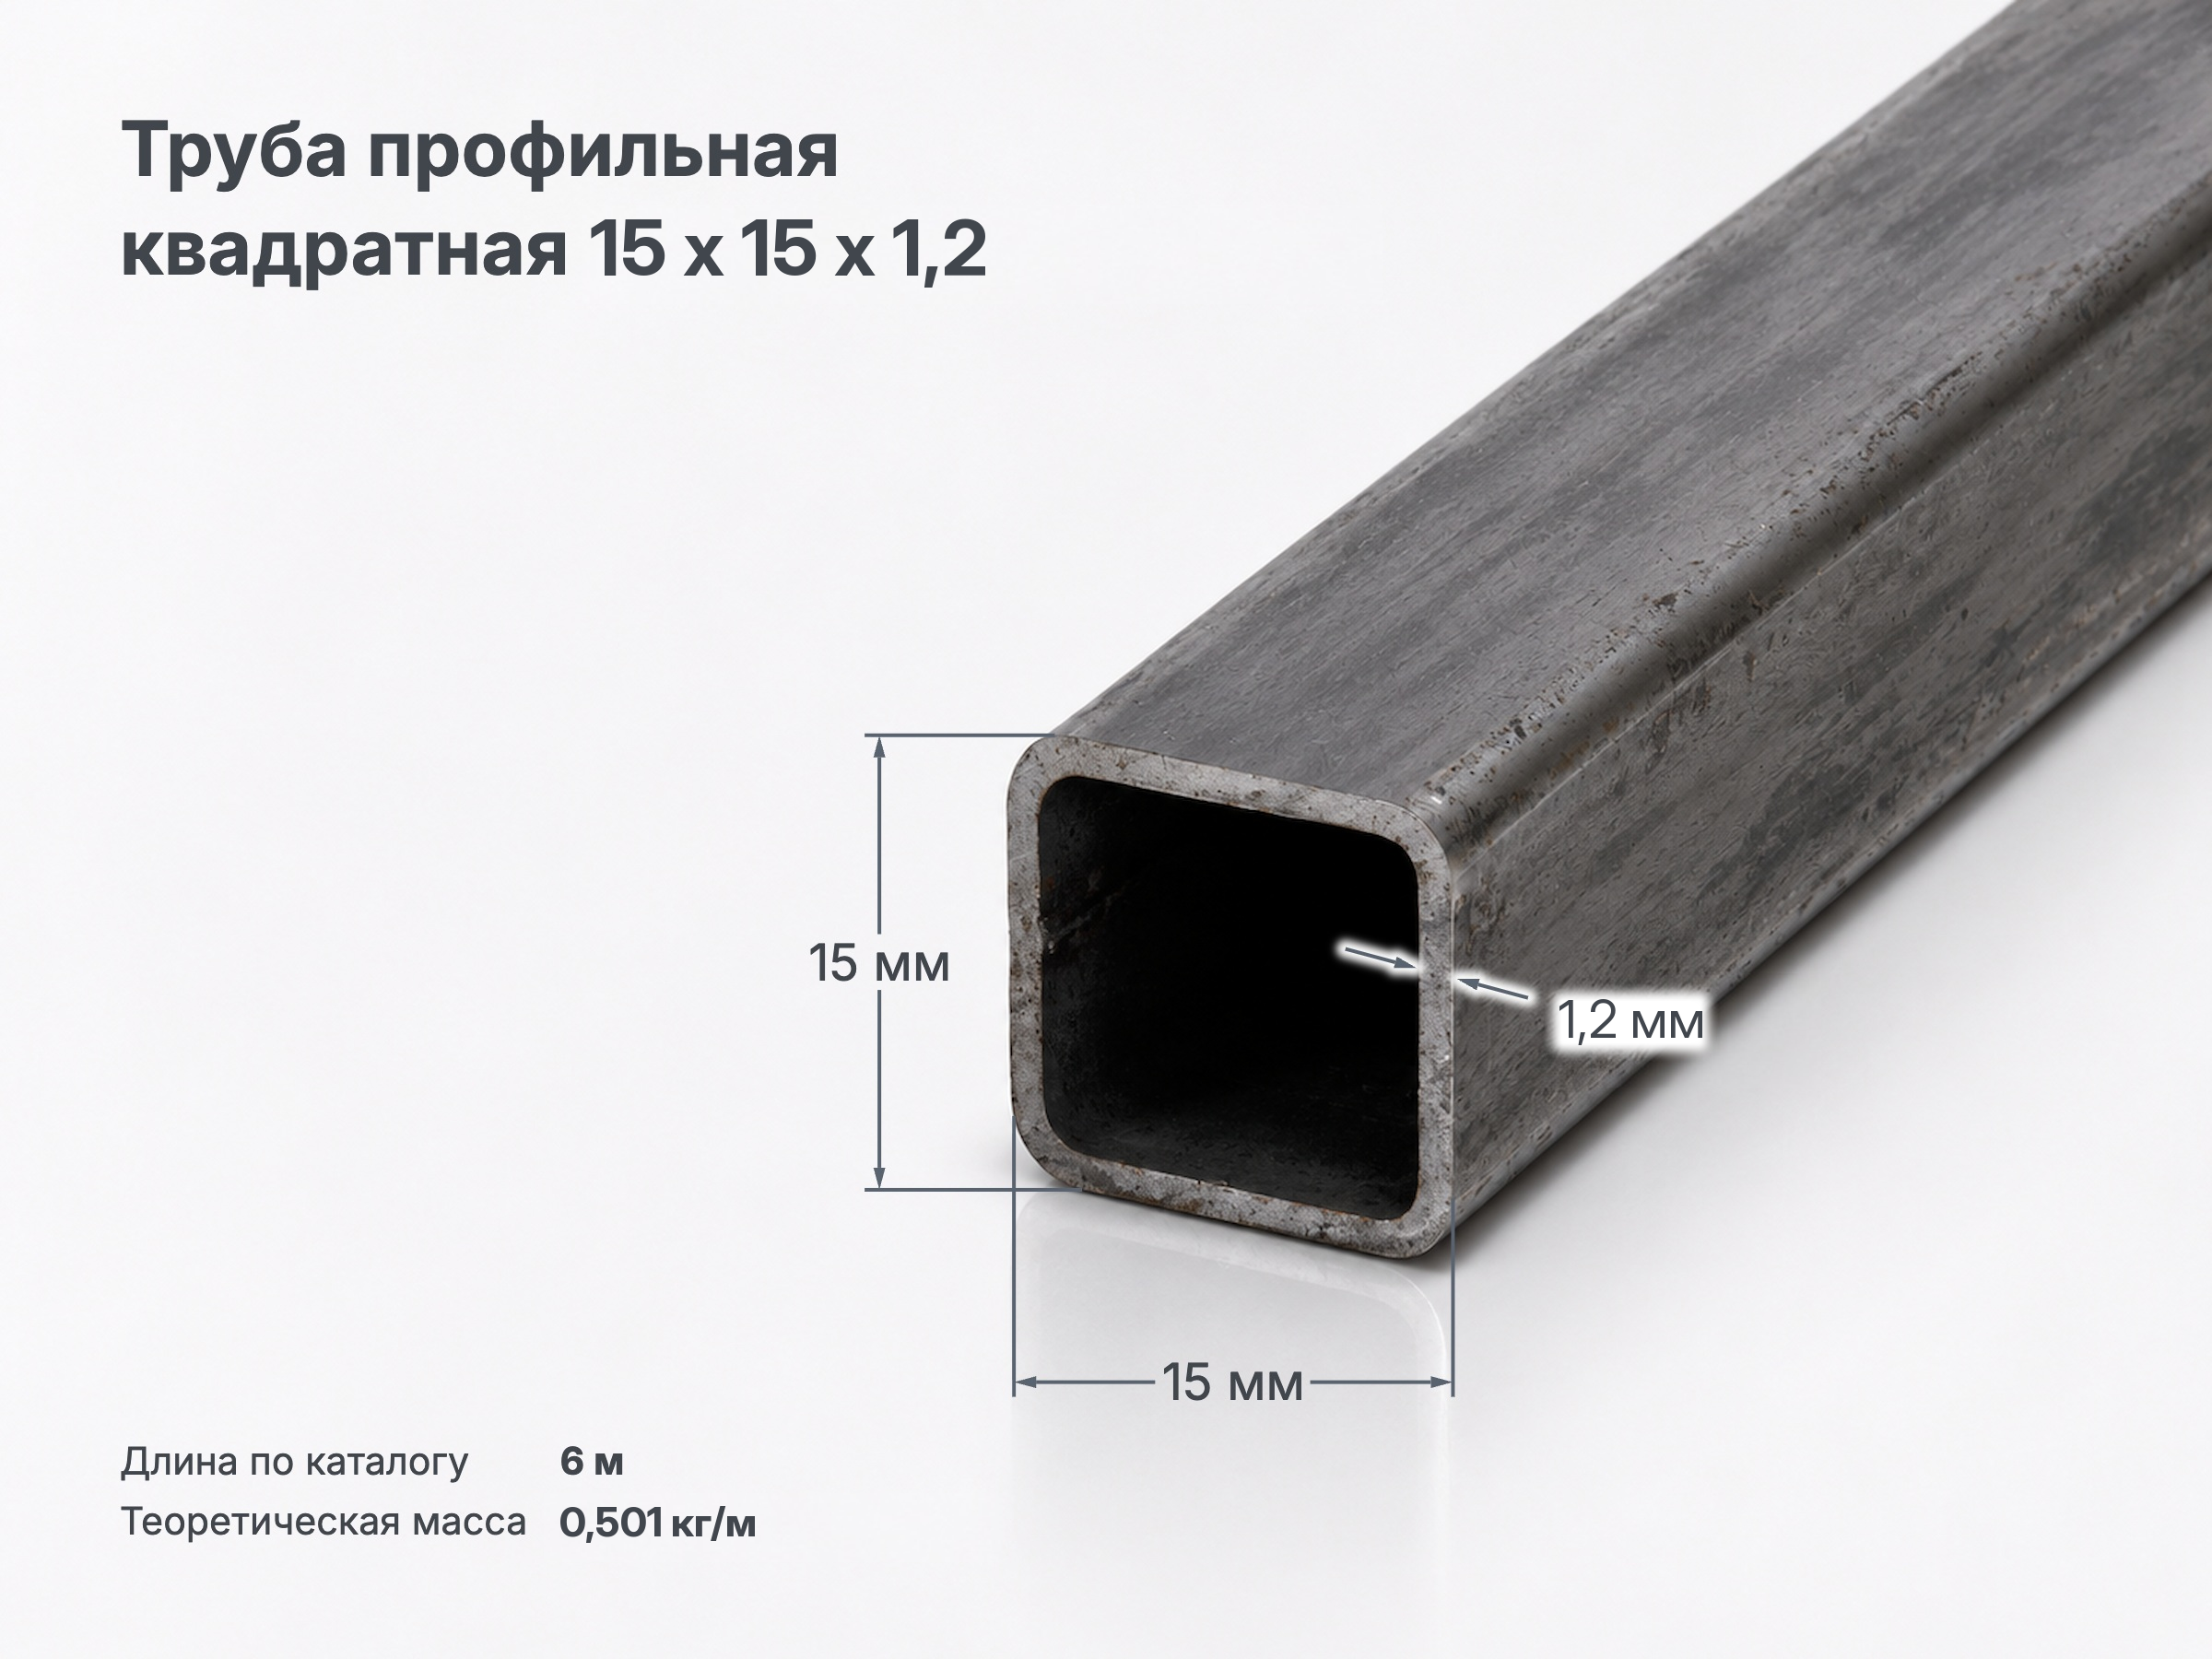 Труба профильная
квадратная 15 x 15 x 1,2
15 мм
1,2 мм
15 мм
Длина по каталогу 6 м
Теоретическая масса 0,501 кг/м